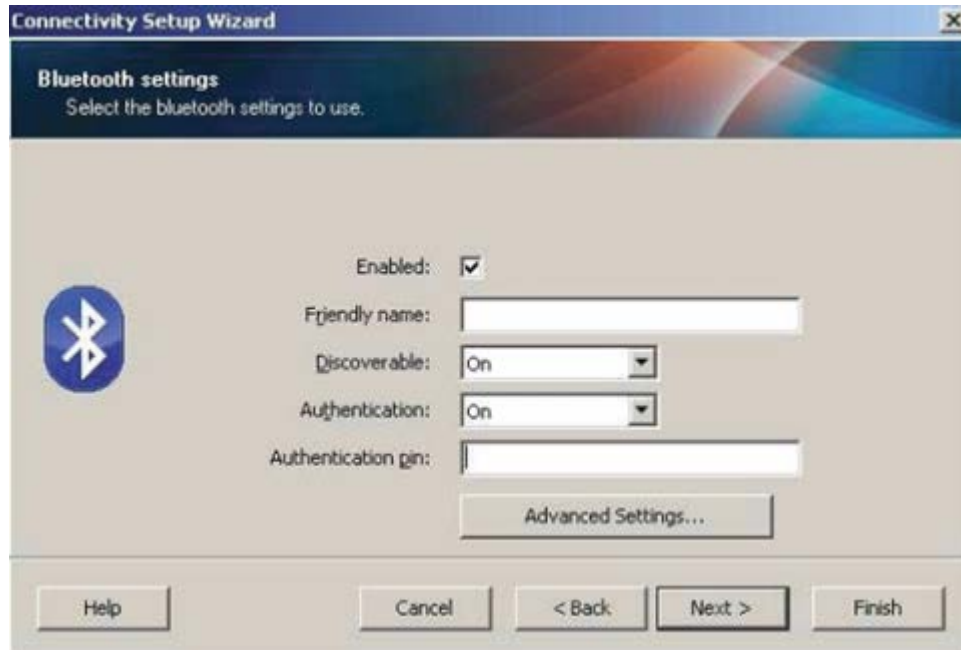 Connectivity Setup Wizard
Bluetooth settings
Select the bluetooth settings to use.
Enabled:
Friendly name:
Discoverable: On
Authentication: On
Authentication pin:
Advanced Settings...
Help Cancel < Back Next > Finish